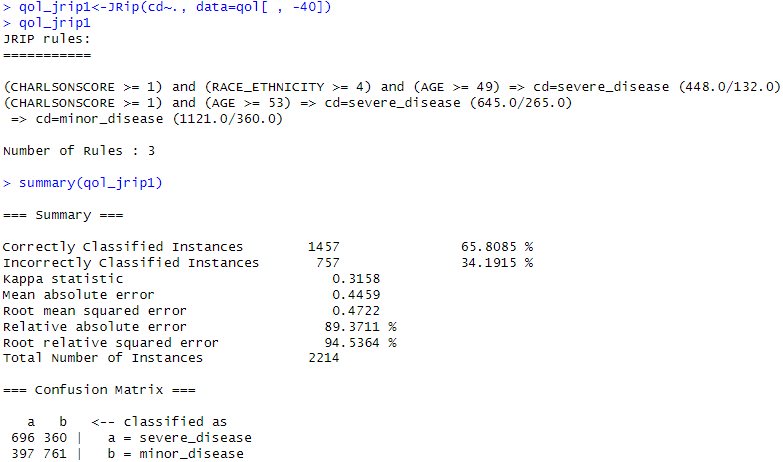 > qol_jrip1<-JRip(cd~., data=qol[ , -40])
> qol_jrip1
JRIP rules:
===========
(CHARLSONSCORE >= 1) and (RACE_ETHNICITY >= 4) and (AGE >= 49) => cd=severe_disease (448.0/132.0)
(CHARLSONSCORE >= 1) and (AGE >= 53) => cd=severe_disease (645.0/265.0)
=> cd=minor_disease (1121.0/360.0)
Number of Rules : 3
> summary(qol_jrip1)
=== Summary ===
Correctly Classified Instances 1457 65.8085 %
Incorrectly Classified Instances 757 34.1915 %
Kappa statistic 0.3158
Mean absolute error 0.4459
Root mean squared error 0.4722
Relative absolute error 89.3711 %
Root relative squared error 94.5364 %
Total Number of Instances 2214
=== Confusion Matrix ===
a b <-- classified as
696 360 | a = severe_disease
397 761 | b = minor_disease